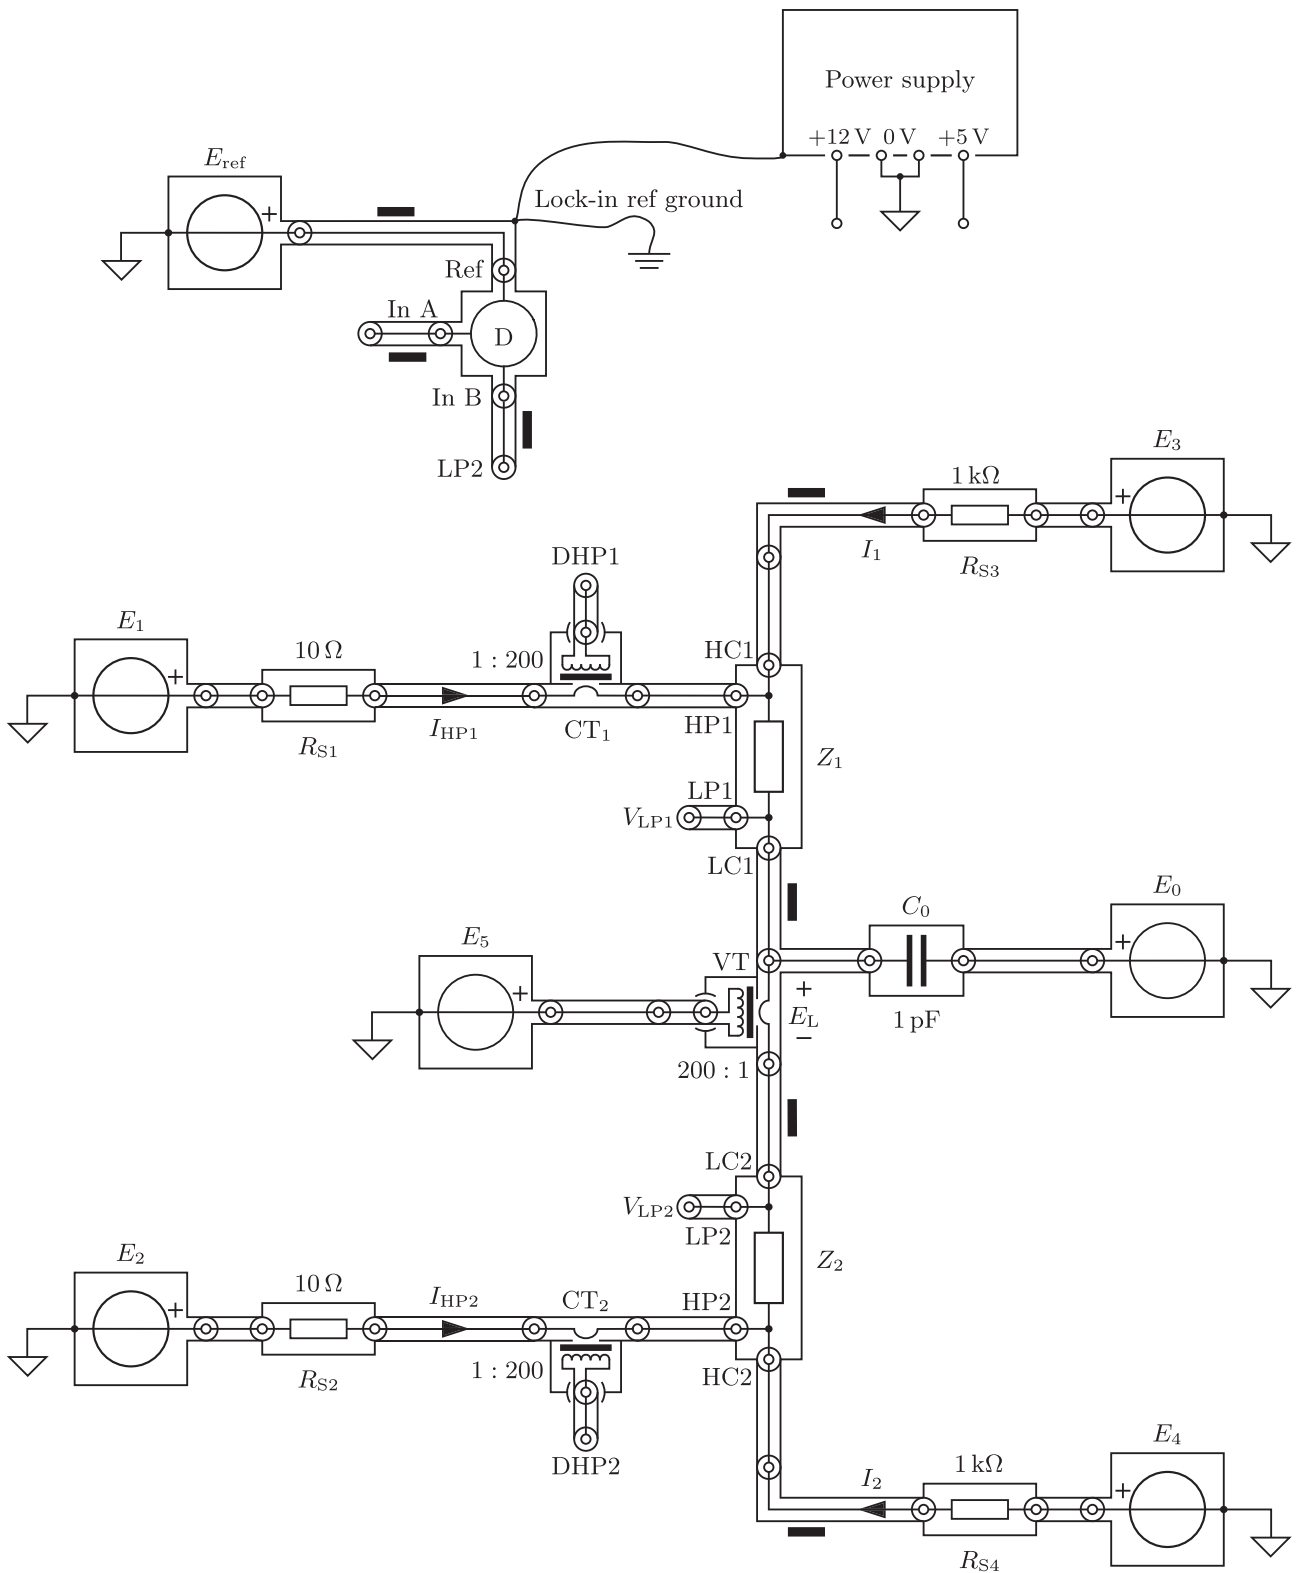 Power supply
+12 V 0 V +5 V
E_ref
+
Lock-in ref ground
Ref
In A
D
In B
LP2
E_3
1 kΩ
+
I_1
R_S3
DHP1
E_1
10 Ω
1 : 200
HC1
+
I_HP1
CT_1
HP1
R_S1
Z_1
LP1
V_LP1
LC1
C_0
E_0
E_5
VT
+
+
+
E_L
−
1 pF
200 : 1
LC2
V_LP2
LP2
E_2
10 Ω
I_HP2
CT_2
HP2
Z_2
+
1 : 200
HC2
R_S2
DHP2
E_4
I_2
1 kΩ
+
R_S4